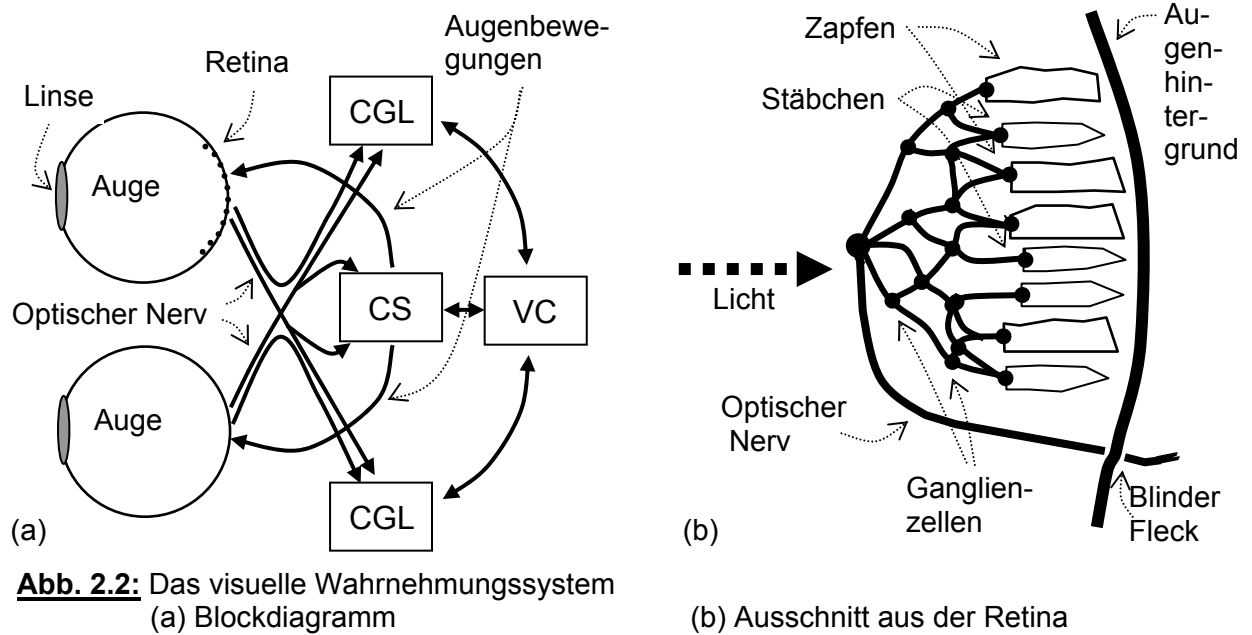 (a)
Linse
Retina
Augenbewe-
gungen
CGL
Auge
CS
VC
Optischer Nerv
Auge
CGL
(b)
Zapfen
Stäbchen
Au-
gen-
hin-
ter-
grund
Licht
Optischer
Nerv
Ganglien-
zellen
Blinder
Fleck
(a)
(b)
Abb. 2.2: Das visuelle Wahrnehmungssystem
(a) Blockdiagramm
(b) Ausschnitt aus der Retina